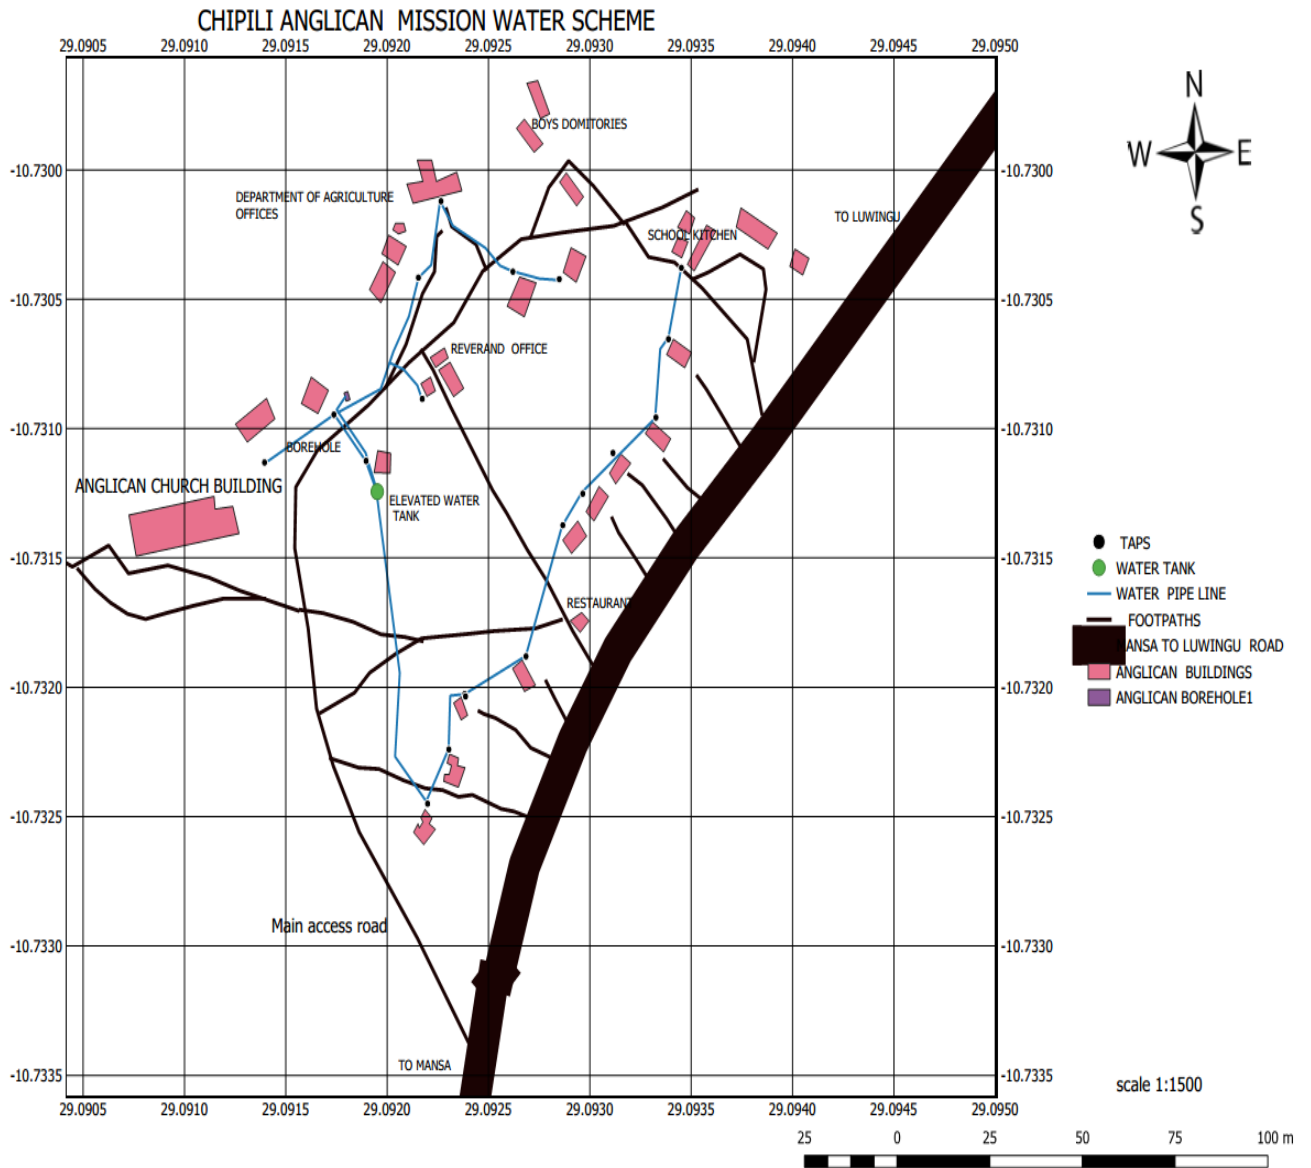 CHIPILI ANGLICAN  MISSION WATER SCHEME
29.0905 29.0910 29.0915 29.0920 29.0925 29.0930 29.0935 29.0940 29.0945 29.0950
N
W E
S
BOYS DOMITORIES
-10.7300 -10.7300
DEPARTMENT OF AGRICULTURE
OFFICES
TO LUWINGU
SCHOOL KITCHEN
-10.7305 -10.7305
REVERAND  OFFICE
-10.7310 -10.7310
BOREHOLE
ANGLICAN CHURCH BUILDING
ELEVATED WATER
TANK
-10.7315 -10.7315
TAPS
WATER TANK
WATER  PIPE LINE
FOOTPATHS
MANSA TO LUWINGU  ROAD
ANGLICAN  BUILDINGS
ANGLICAN BOREHOLE1
RESTAURANT
-10.7320 -10.7320
-10.7325 -10.7325
Main access road
-10.7330 -10.7330
TO MANSA
-10.7335 -10.7335
scale 1:1500
29.0905 29.0910 29.0915 29.0920 29.0925 29.0930 29.0935 29.0940 29.0945 29.0950
25 0 25 50 75 100 m